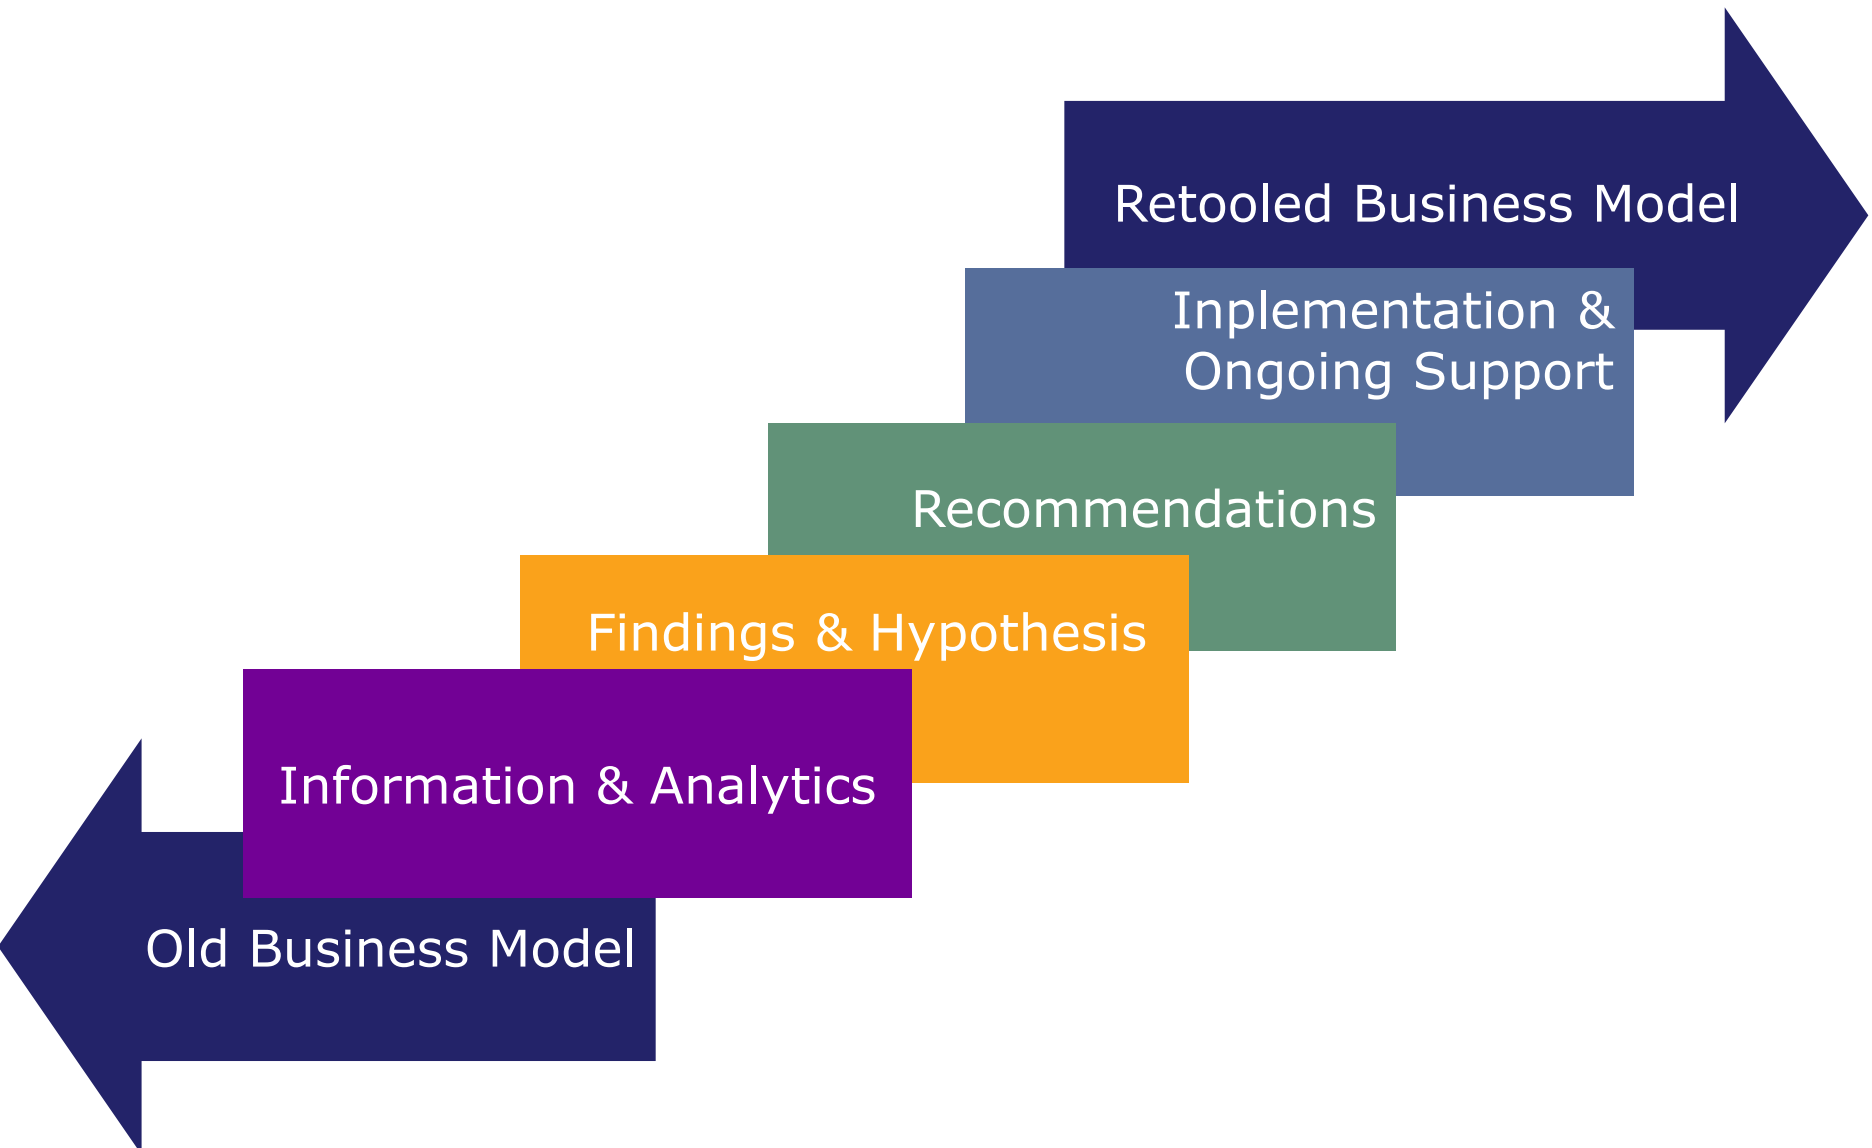 Retooled Business Model
Inplementation &
Ongoing Support
Recommendations
Findings & Hypothesis
Information & Analytics
Old Business Model